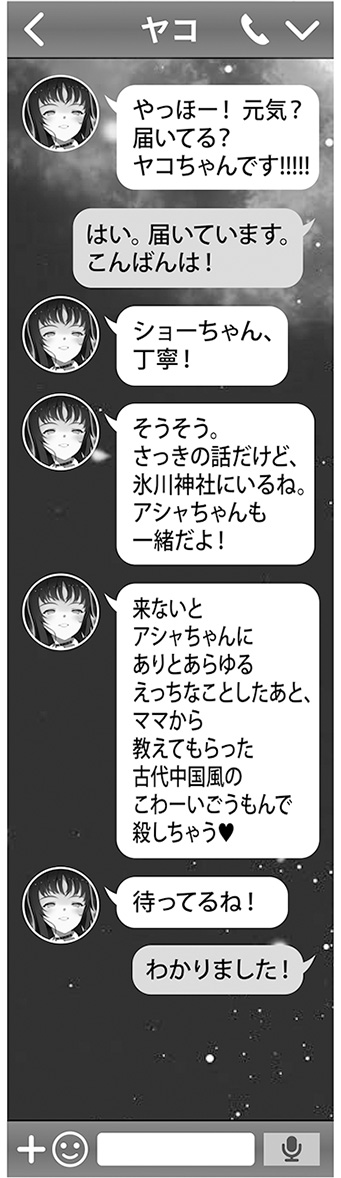 ヤコ
やっほー！ 元気？
届いてる？
ヤコちゃんです!!!!!
はい。届いています。
こんばんは！
ショーちゃん、
丁寧！
そうそう。
さっきの話だけど、
氷川神社にいるね。
アシャちゃんも
一緒だよ！
来ないと
アシャちゃんに
ありとあらゆる
えっちなことしたあと、
ママから
教えてもらった
古代中国風の
こわーいごうもんで
殺しちゃう♥
待ってるね！
わかりました！